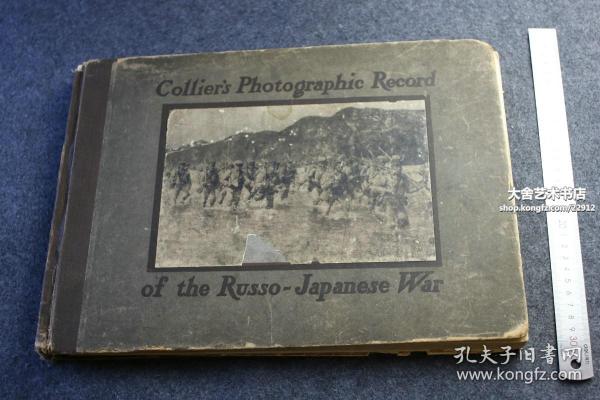 Collier's Photographic Record
of the Russo-Japanese War
大舍艺术书店
shop.kongfz.com/22912
孔夫子旧书网
www.kongfz.com